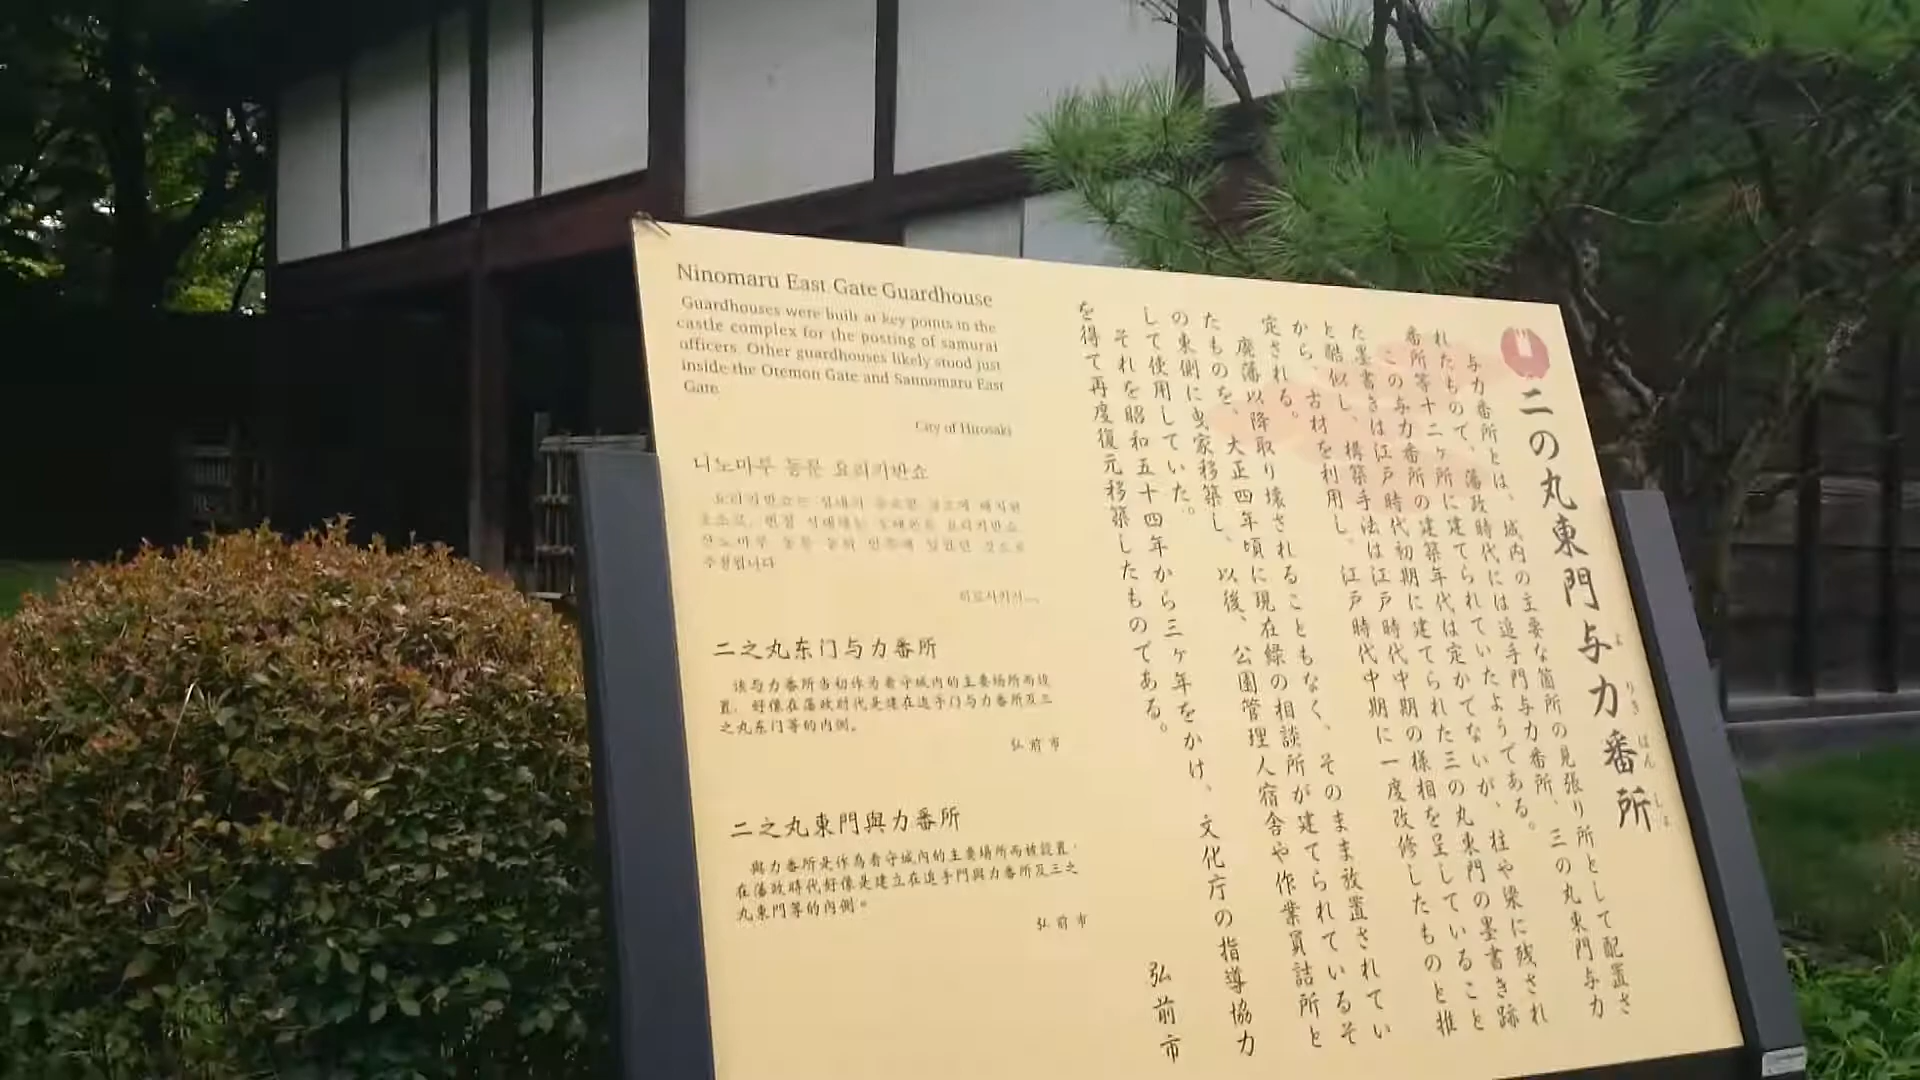 Ninomaru East Gate Guardhouse
Guardhouses were built at key points in the
castle complex for the posting of samurai
officers. Other guardhouses likely stood just
inside the Otemon Gate and Sannomaru East
Gate.
City of Hirosaki
니노마루 동문 요리키반쇼
추정됩니다
二之丸东门与力番所
该与力番所当初作为看守城内的主要场所而设
置，好像在藩政时代是建在追手门与力番所及三
之丸东门等的内侧。
弘前市
二之丸東門與力番所
與力番所是作為看守城內的主要場所而被設置，
在藩政時代好像是建立在追手門與力番所及三之
丸東門等的內側。
弘前市
二の丸東門与力番所
よ りき ばん しょ
与力番所とは、城内の主要な箇所の見張り所として配置さ
れたもので、藩政時代には追手門与力番所、三の丸東門与力
番所等十二ヶ所に建てられていたようである。
この与力番所の建築年代は定かでないが、柱や梁に残され
た墨書きは江戸時代初期に建てられた三の丸東門の墨書き跡
と酷似し、構築手法は江戸時代中期の様相を呈していること
から、古材を利用し、江戸時代中期に一度改修したものと推
定される。
廃藩以降取り壊されることもなく、そのまま放置されてい
たものを、大正四年頃に現在緑の相談所が建てられているそ
の東側に曳家移築し、以後、公園管理人宿舎や作業員詰所と
して使用していた。
それを昭和五十四年から三ヶ年をかけ、文化庁の指導協力
を得て再度復元移築したものである。
弘前市